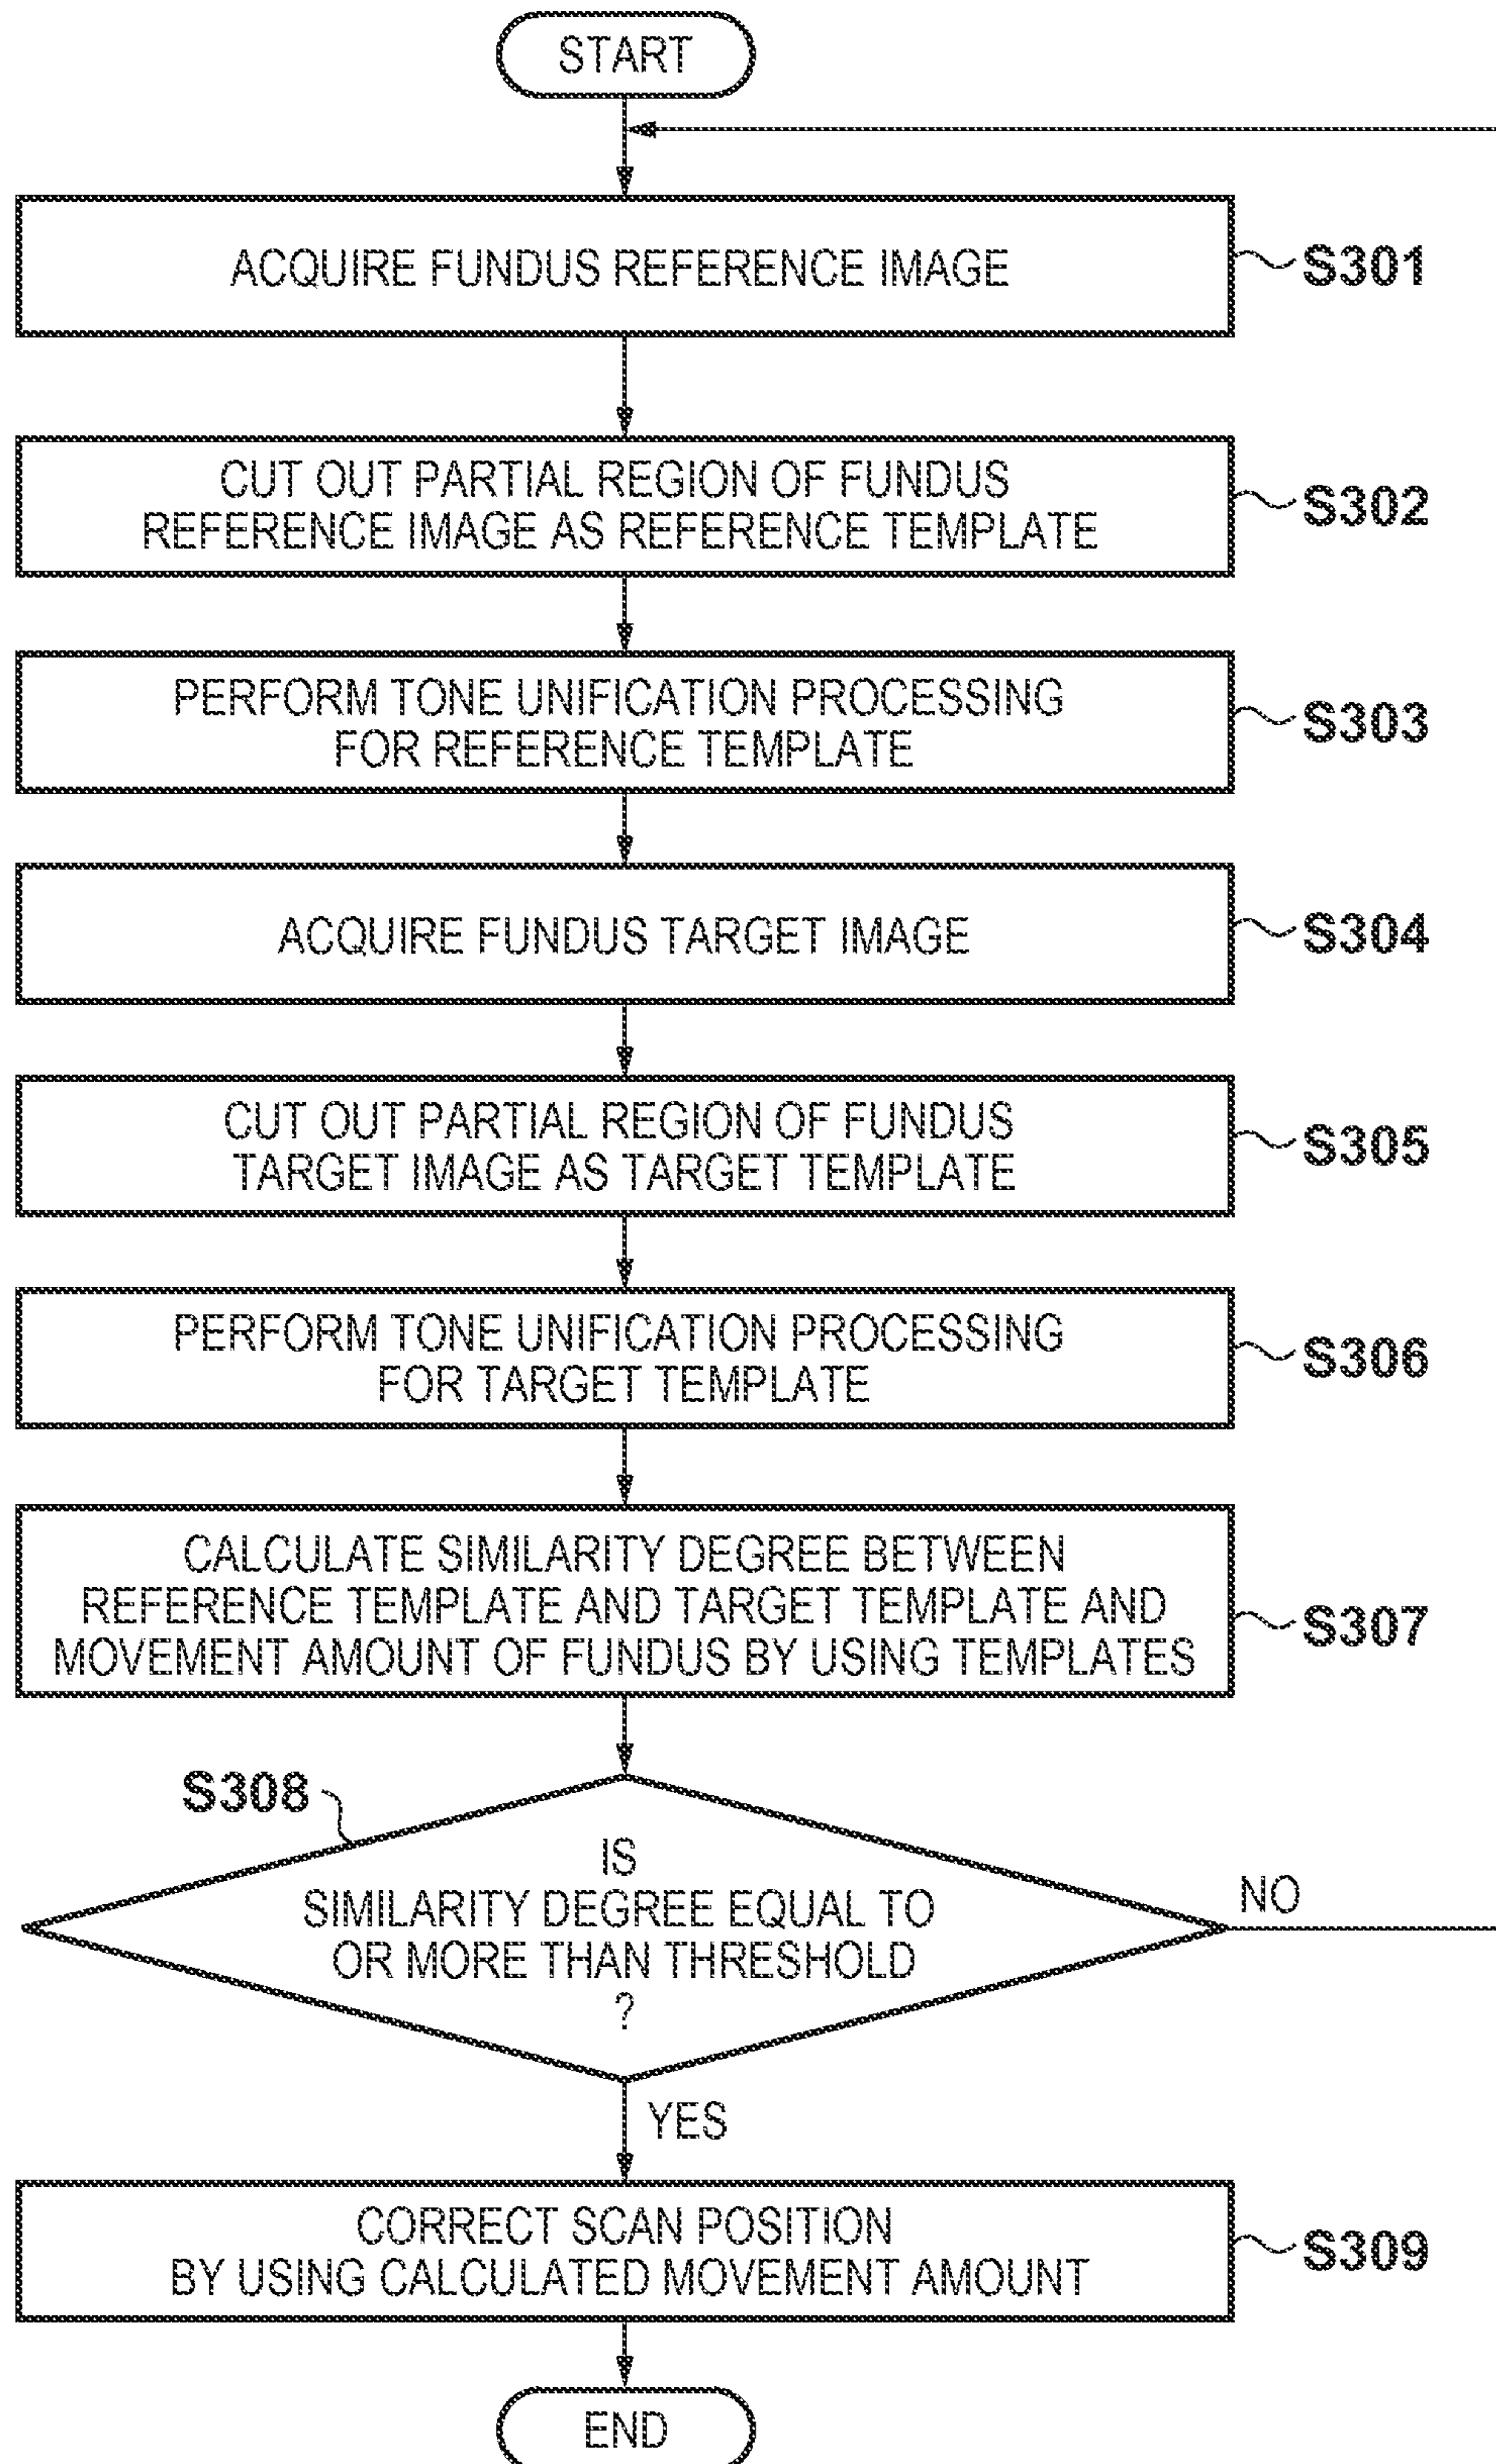 START
ACQUIRE FUNDUS REFERENCE IMAGE
S301
CUT OUT PARTIAL REGION OF FUNDUS
REFERENCE IMAGE AS REFERENCE TEMPLATE
S302
PERFORM TONE UNIFICATION PROCESSING
FOR REFERENCE TEMPLATE
S303
ACQUIRE FUNDUS TARGET IMAGE
S304
CUT OUT PARTIAL REGION OF FUNDUS
TARGET IMAGE AS TARGET TEMPLATE
S305
PERFORM TONE UNIFICATION PROCESSING
FOR TARGET TEMPLATE
S306
CALCULATE SIMILARITY DEGREE BETWEEN
REFERENCE TEMPLATE AND TARGET TEMPLATE AND
MOVEMENT AMOUNT OF FUNDUS BY USING TEMPLATES
S307
S308
IS
SIMILARITY DEGREE EQUAL TO
OR MORE THAN THRESHOLD
?
NO
YES
CORRECT SCAN POSITION
BY USING CALCULATED MOVEMENT AMOUNT
S309
END